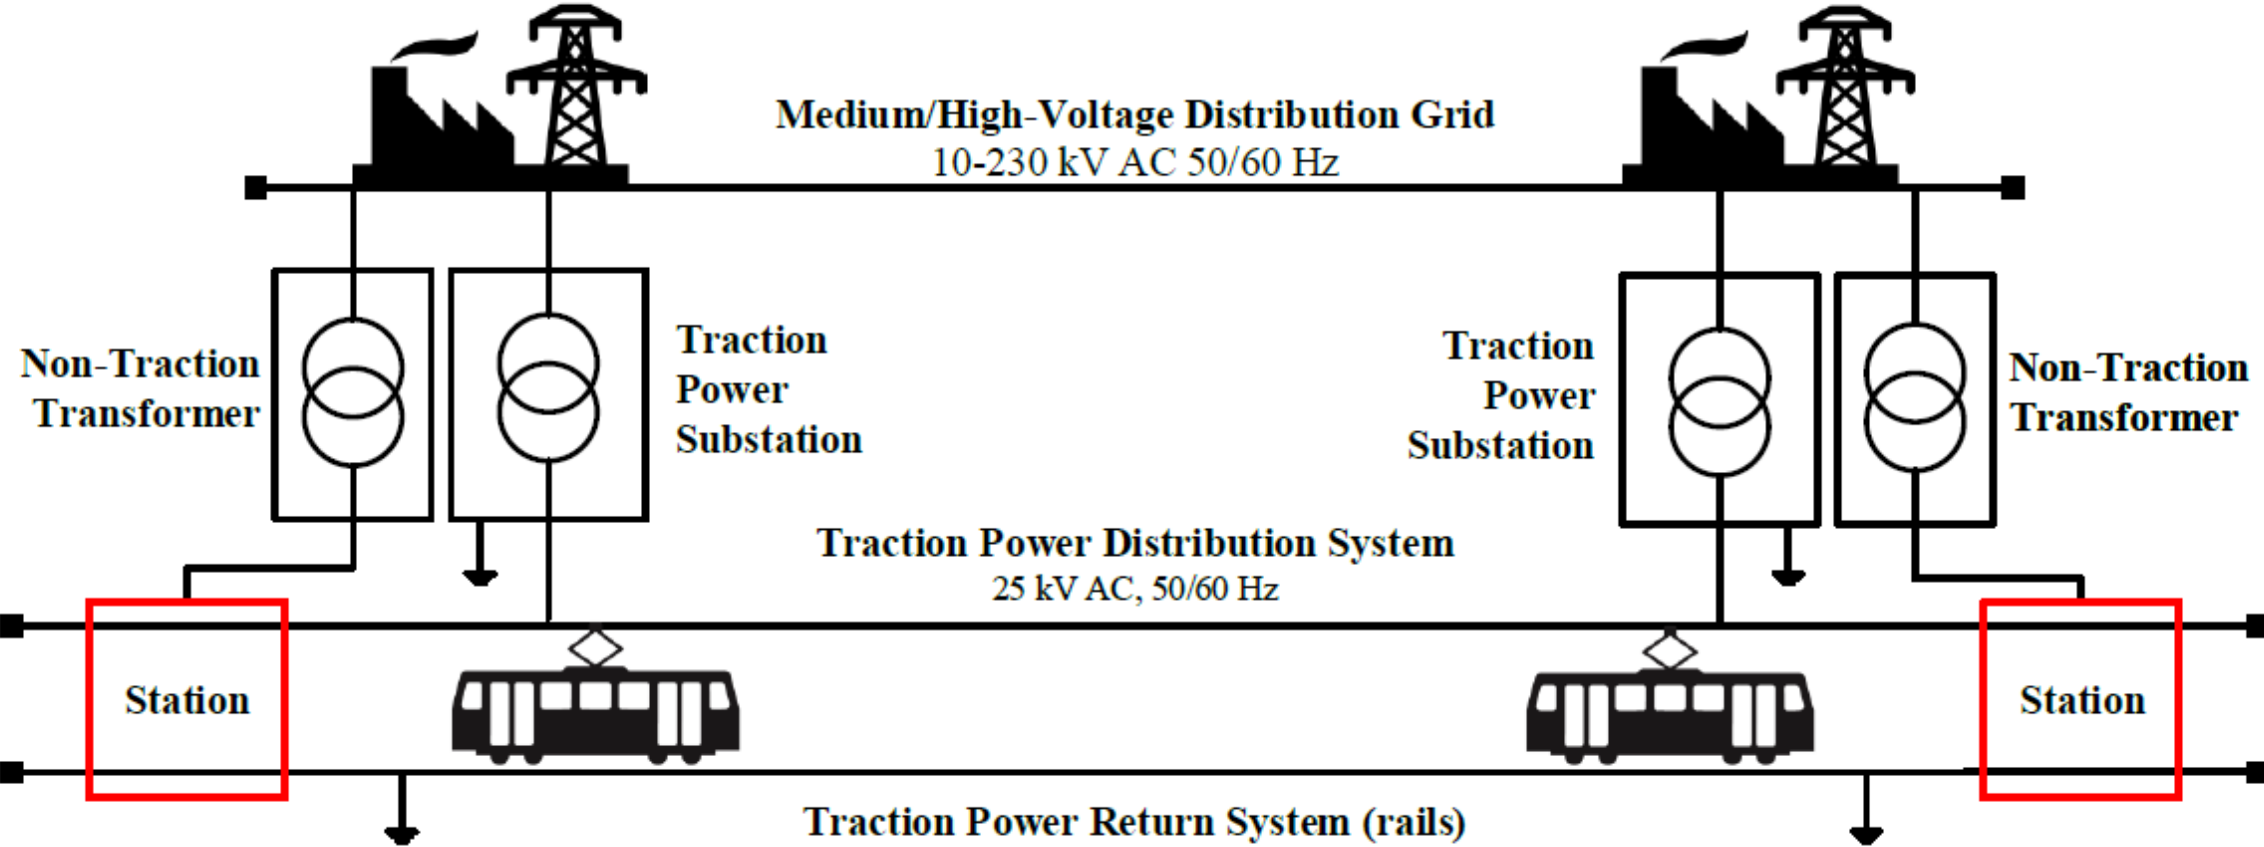 Medium/High-Voltage Distribution Grid
10-230 kV AC 50/60 Hz
Non-Traction
Transformer
Traction
Power
Substation
Traction
Power
Substation
Non-Traction
Transformer
Traction Power Distribution System
25 kV AC, 50/60 Hz
Station
Station
Traction Power Return System (rails)